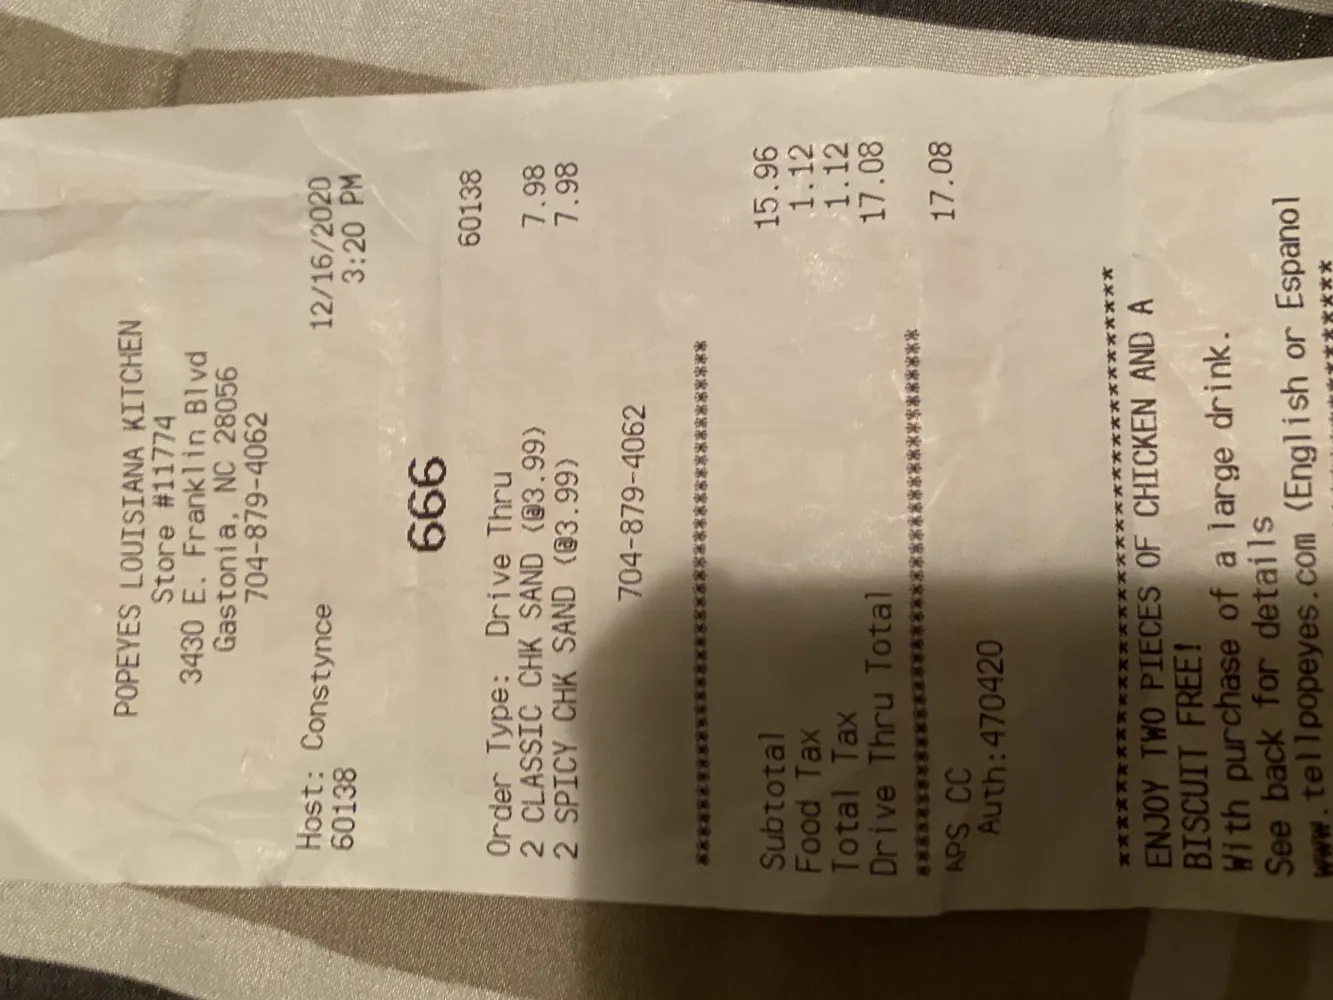 POPEYES LOUISIANA KITCHEN
Store #11774
3430 E. Franklin Blvd
Gastonia, NC 28056
704-879-4062
Host: Constynce 12/16/2020
60138 3:20 PM
666
60138
Order Type: Drive Thru
2 CLASSIC CHK SAND (@3.99) 7.98
2 SPICY CHK SAND (@3.99) 7.98
704-879-4062
****************************************
Subtotal 15.96
Food Tax 1.12
Total Tax 1.12
Drive Thru Total 17.08
****************************************
APS CC 17.08
Auth:470420
****************************************
ENJOY TWO PIECES OF CHICKEN AND A
BISCUIT FREE!
With purchase of a large drink.
See back for details
www.tellpopeyes.com (English or Espanol